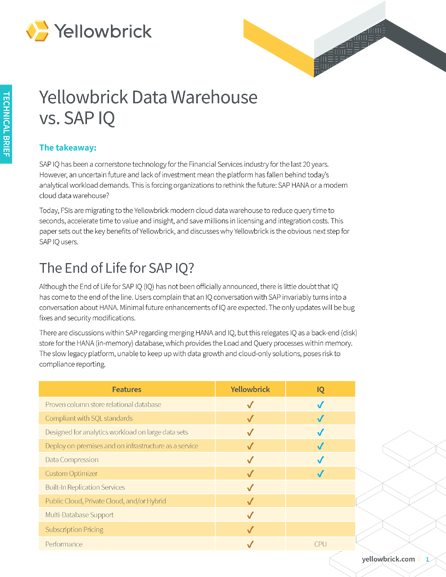 Yellowbrick
TECHNICAL BRIEF
Yellowbrick Data Warehouse
vs. SAP IQ
The takeaway:
SAP IQ has been a cornerstone technology for the Financial Services industry for the last 20 years.
However, an uncertain future and lack of investment mean the platform has fallen behind today's
analytical workload demands. This is forcing organizations to rethink the future: SAP HANA or a modern
cloud data warehouse?
Today, FSIs are migrating to the Yellowbrick modern cloud data warehouse to reduce query time to
seconds, accelerate time to value and insight, and save millions in licensing and integration costs. This
paper sets out the key benefits of Yellowbrick, and discusses why Yellowbrick is the obvious next step for
SAP IQ users.
The End of Life for SAP IQ?
Although the End of Life for SAP IQ (IQ) has not been officially announced, there is little doubt that IQ
has come to the end of the line. Users complain that an IQ conversation with SAP invariably turns into a
conversation about HANA. Minimal future enhancements of IQ are expected. The only updates will be bug
fixes and security modifications.
There are discussions within SAP regarding merging HANA and IQ, but this relegates IQ as a back-end (disk)
store for the HANA (in-memory) database, which provides the Load and Query processes within memory.
The slow legacy platform, unable to keep up with data growth and cloud-only solutions, poses risk to
compliance reporting.
Features Yellowbrick IQ
Proven column store relational database ✓ ✓
Compliant with SQL standards ✓ ✓
Designed for analytics workload on large data sets ✓ ✓
Deploy on-premises and on infrastructure as a service ✓ ✓
Data Compression ✓ ✓
Custom Optimizer ✓ ✓
Built-In Replication Services ✓
Public Cloud, Private Cloud, and/or Hybrid ✓
Multi-Database Support ✓
Subscription Pricing ✓
Performance ✓ CPU
yellowbrick.com 1